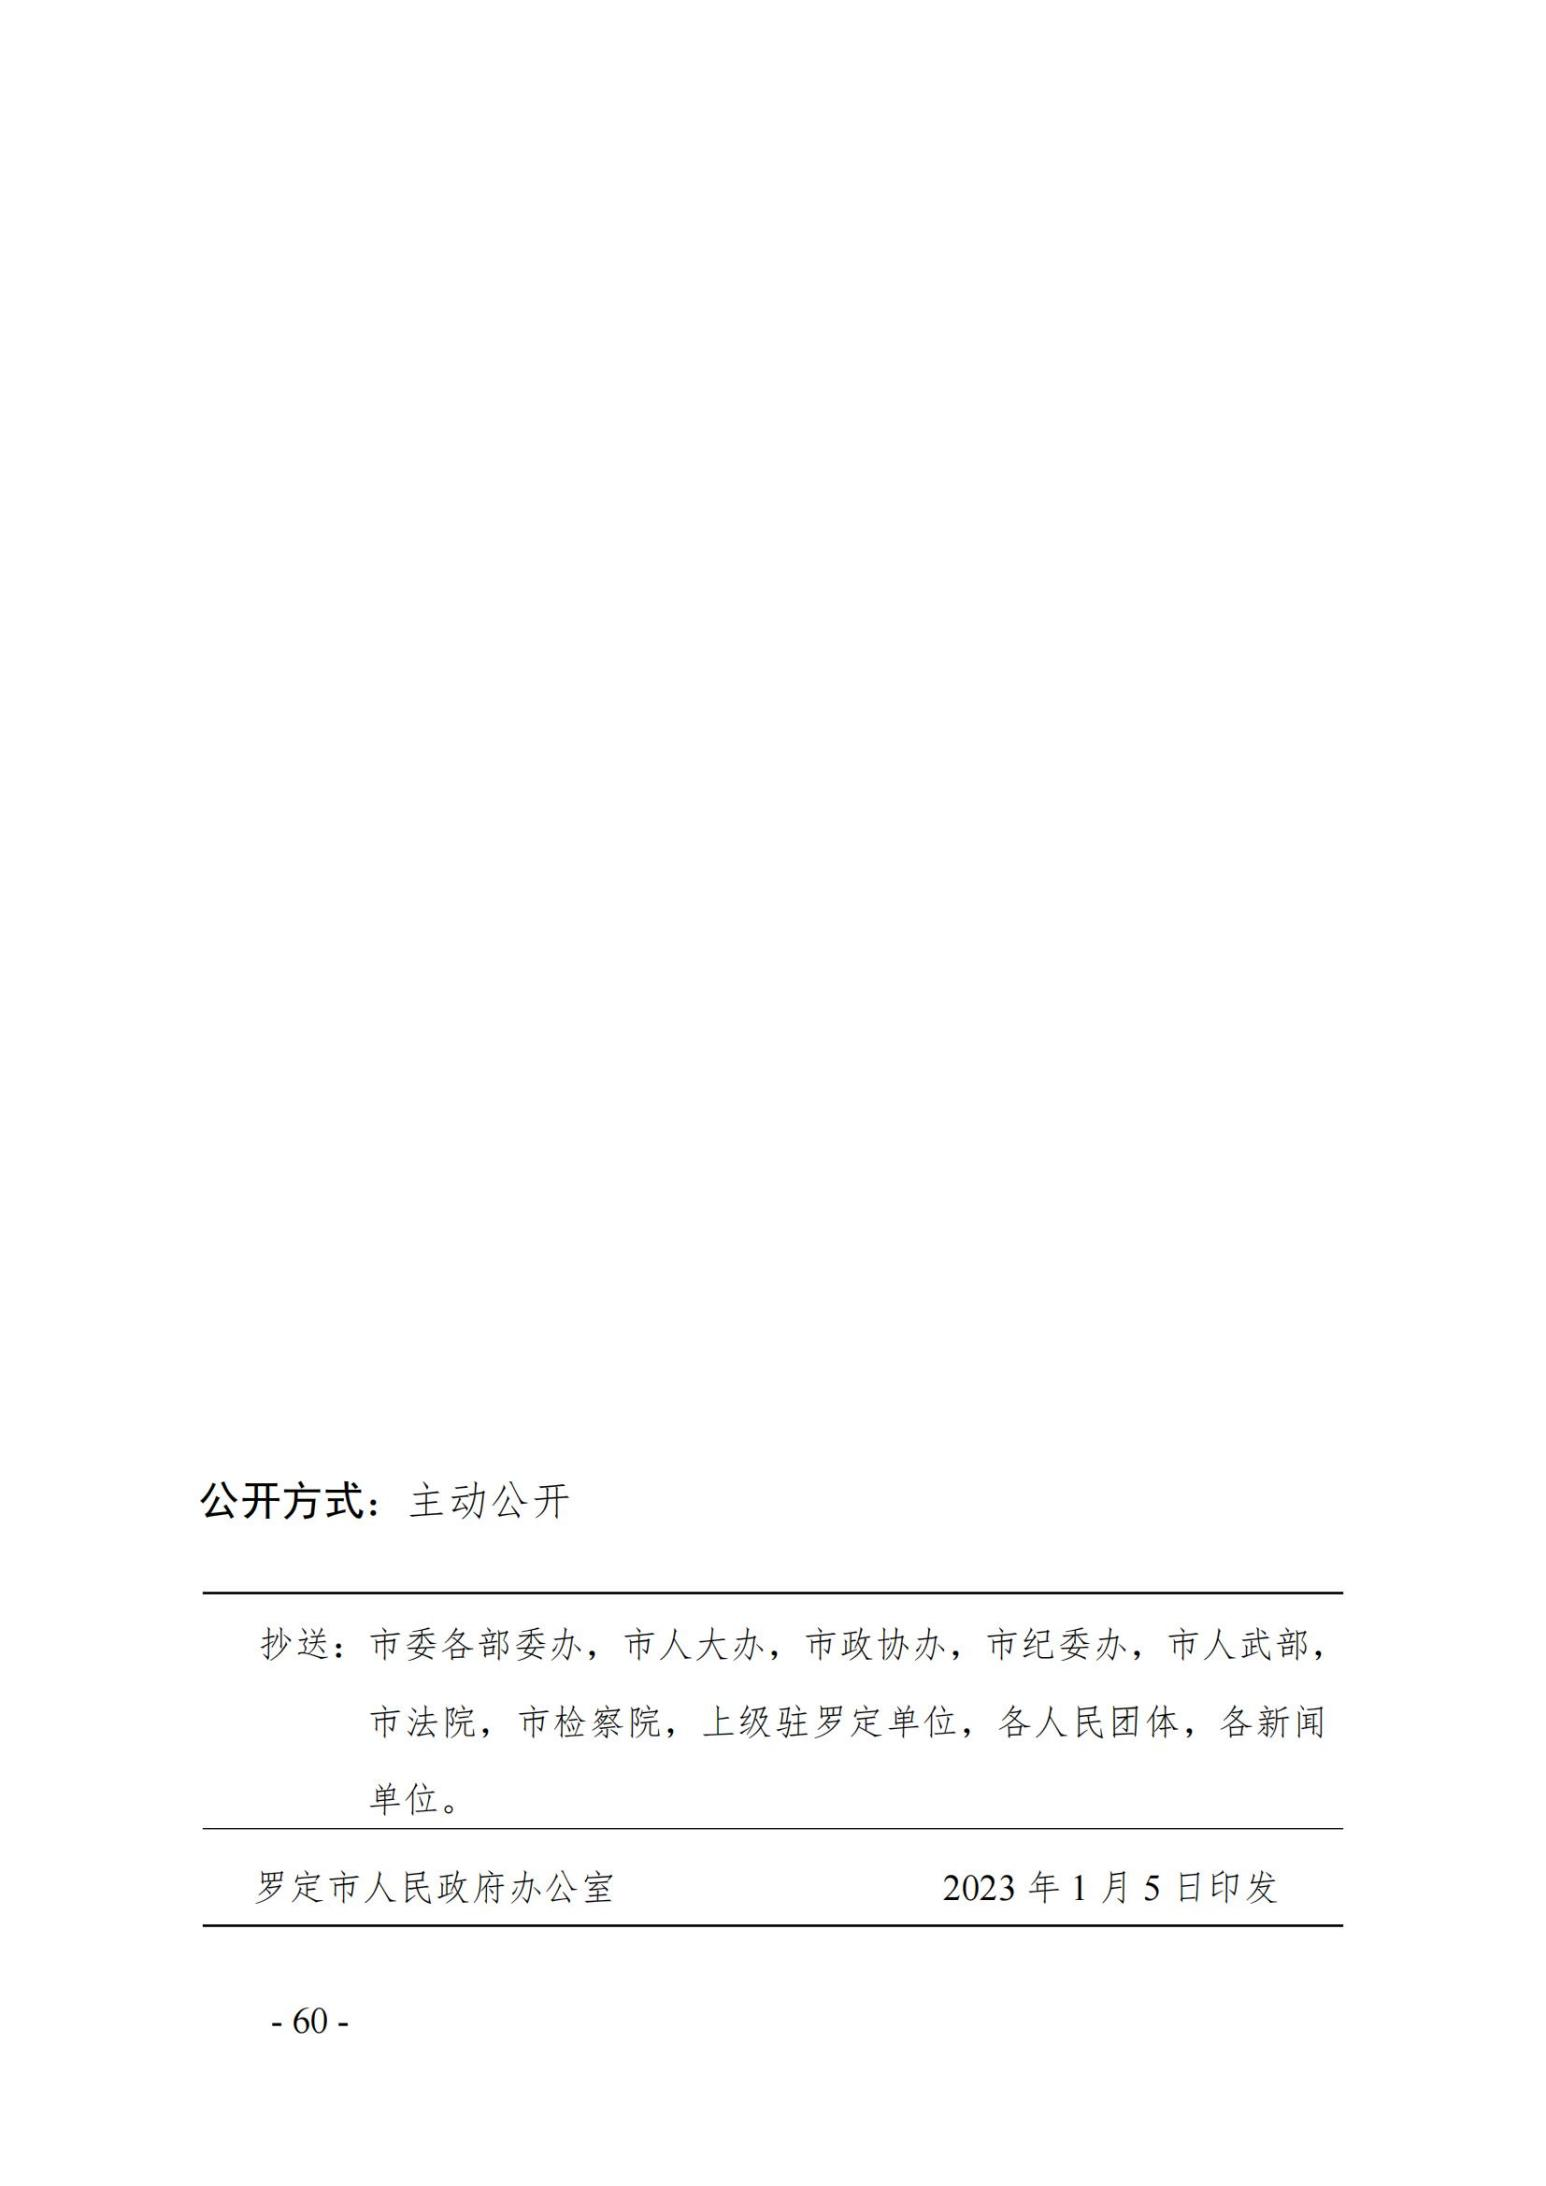 公开方式：主动公开
抄送：市委各部委办，市人大办，市政协办，市纪委办，市人武部，
市法院，市检察院，上级驻罗定单位，各人民团体，各新闻
单位。
罗定市人民政府办公室 2023 年 1 月 5 日印发
- 60 -